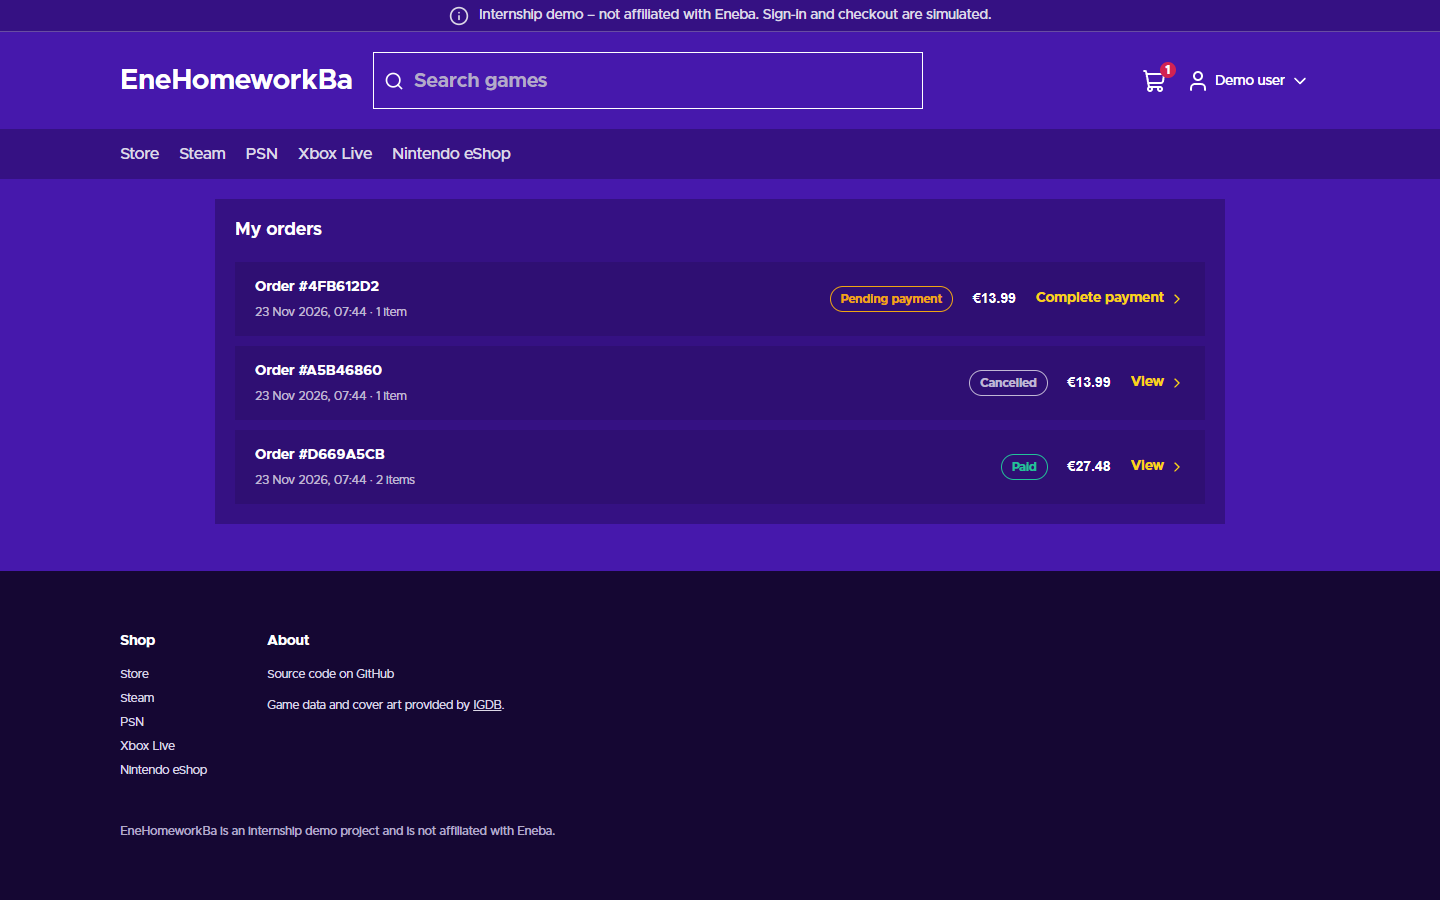 Internship demo – not affiliated with Eneba. Sign-in and checkout are simulated.
EneHomeworkBa
Search games
1
Demo user
Store
Steam
PSN
Xbox Live
Nintendo eShop
My orders
Order #4FB612D2
23 Nov 2026, 07:44 · 1 item
Pending payment
€13.99
Complete payment
Order #A5B46860
23 Nov 2026, 07:44 · 1 item
Cancelled
€13.99
View
Order #D669A5CB
23 Nov 2026, 07:44 · 2 items
Paid
€27.48
View
Shop
Store
Steam
PSN
Xbox Live
Nintendo eShop
About
Source code on GitHub
Game data and cover art provided by IGDB.
EneHomeworkBa is an internship demo project and is not affiliated with Eneba.